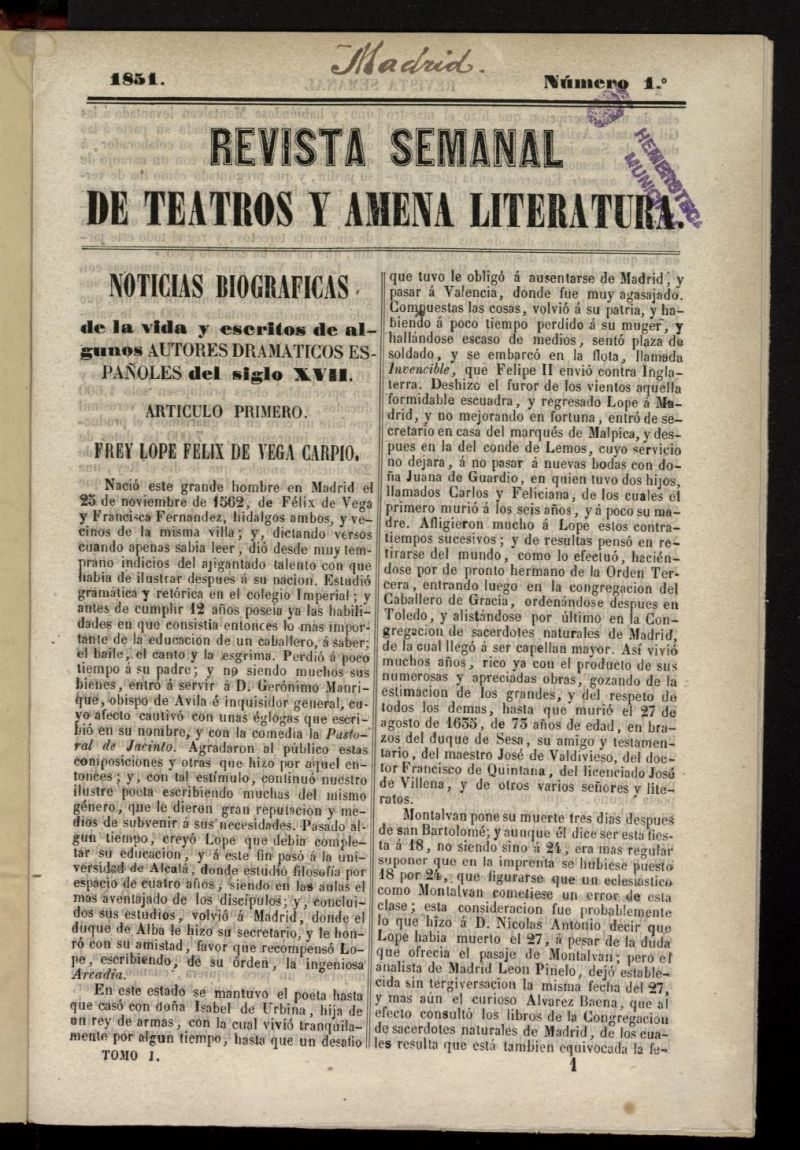 Madrid.
1851. Número 1.º
HEMEROTECA
MUNICIPAL
REVISTA SEMANAL
DE TEATROS Y AMENA LITERATURA.
NOTICIAS BIOGRAFICAS
de la vida y escritos de al-
gunos AUTORES DRAMATICOS ES-
PAÑOLES del siglo XVII.
ARTICULO PRIMERO.
FREY LOPE FELIX DE VEGA CARPIO.
Nació este grande hombre en Madrid el
25 de noviembre de 1562, de Félix de Vega
y Francisca Fernandez, hidalgos ambos, y ve-
cinos de la misma villa; y, dictando versos
cuando apenas sabia leer, dió desde muy tem-
prano indicios del ajigantado talento con que
habia de ilustrar despues á su nacion. Estudió
gramática y retórica en el colegio Imperial; y
antes de cumplir 12 años poseia ya las habili-
dades en que consistia entonces lo mas impor-
tante de la educacion de un caballero, á saber;
el baile, el canto y la esgrima. Perdió á poco
tiempo á su padre; y no siendo muchos sus
bienes, entró á servir á D. Gerónimo Manri-
que, obispo de Avila é inquisidor general, cu-
yo afecto cautivó con unas églogas que escri-
bió en su nombre, y con la comedia la Pasto-
ral de Jacinto. Agradaron al público estas
composiciones y otras que hizo por aquel en-
tonces; y, con tal estímulo, continuó nuestro
ilustre poeta escribiendo muchas del mismo
género, que le dieron gran reputacion y me-
dios de subvenir á sus necesidades. Pasado al-
gun tiempo, creyó Lope que debia comple-
tar su educacion, y á este fin pasó á la uni-
versidad de Alcalá, donde estudió filosofía por
espacio de cuatro años, siendo en las aulas el
mas aventajado de los discípulos; y, conclui-
dos sus estudios, volvió á Madrid, donde el
duque de Alba le hizo su secretario, y le hon-
ró con su amistad, favor que recompensó Lo-
pe, escribiendo, de su órden, la ingeniosa
Arcadia.
En este estado se mantuvo el poeta hasta
que casó con doña Isabel de Urbina, hija de
un rey de armas, con la cual vivió tranquila-
mente por algun tiempo, hasta que un desafio
TOMO I.
que tuvo le obligó á ausentarse de Madrid, y
pasar á Valencia, donde fue muy agasajado.
Compuestas las cosas, volvió á su patria, y ha-
biendo á poco tiempo perdido á su muger, y
hallándose escaso de medios, sentó plaza de
soldado, y se embarcó en la flota, llamada
Invencible, que Felipe II envió contra Ingla-
terra. Deshizo el furor de los vientos aquella
formidable escuadra, y regresado Lope á Ma-
drid, y no mejorando en fortuna, entró de se-
cretario en casa del marqués de Malpica, y des-
pues en la del conde de Lemos, cuyo servicio
no dejara, á no pasar á nuevas bodas con do-
ña Juana de Guardio, en quien tuvo dos hijos,
llamados Carlos y Feliciana, de los cuales el
primero murió á los seis años, y á poco su ma-
dre. Afligieron mucho á Lope estos contra-
tiempos sucesivos; y de resultas pensó en re-
tirarse del mundo, como lo efectuó, hacién-
dose por de pronto hermano de la Orden Ter-
cera, entrando luego en la congregacion del
Caballero de Gracia, ordenándose despues en
Toledo, y alistándose por último en la Con-
gregacion de sacerdotes naturales de Madrid,
de la cual llegó á ser capellan mayor. Así vivió
muchos años, rico ya con el producto de sus
numerosas y apreciadas obras, gozando de la
estimacion de los grandes, y del respeto de
todos los demas, hasta que murió el 27 de
agosto de 1635, de 73 años de edad, en bra-
zos del duque de Sesa, su amigo y testamen-
tario, del maestro José de Valdivieso, del doc-
tor Francisco de Quintana, del licenciado José
de Villena, y de otros varios señores y lite-
ratos.
Montalvan pone su muerte tres dias despues
de san Bartolomé; y aunque él dice ser esta fies-
ta á 18, no siendo sino á 24, era mas regular
suponer que en la imprenta se hubiese puesto
18 por 24, que figurarse que un eclesiástico
como Montalvan cometiese un error de esta
clase; esta consideracion fue probablemente
lo que hizo á D. Nicolas Antonio decir que
Lope habia muerto el 27, á pesar de la duda
que ofrecia el pasaje de Montalvan; pero el
analista de Madrid Leon Pinelo, dejó estable-
cida sin tergiversacion la misma fecha del 27,
y mas aún el curioso Alvarez Baena, que al
efecto consultó los libros de la Congregacion
de sacerdotes naturales de Madrid, de los cua-
les resulta que está tambien equivocada la fe-
1